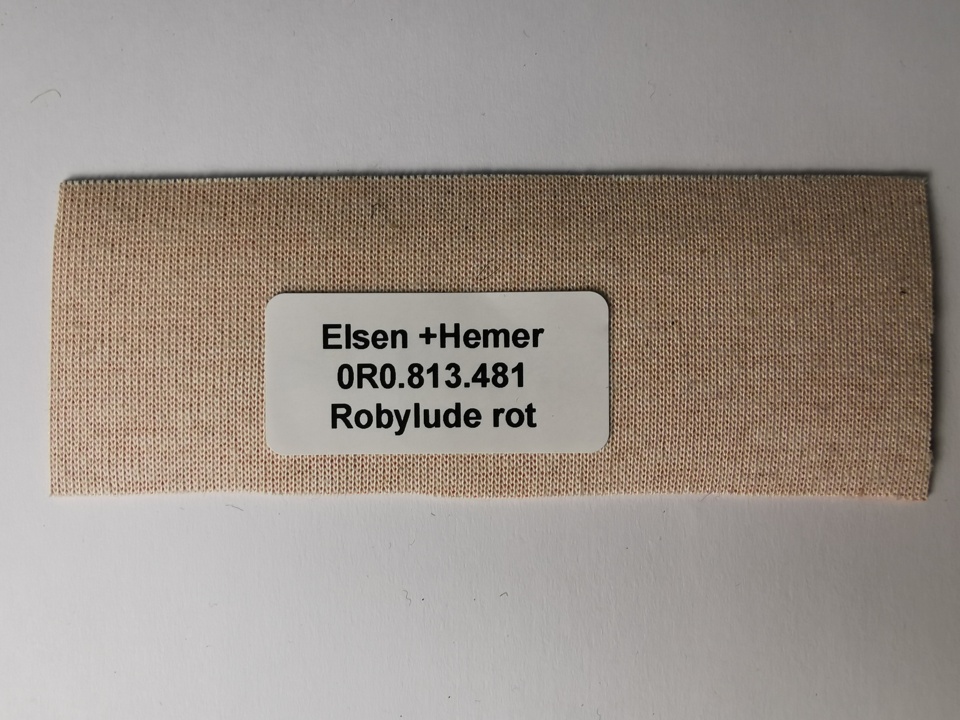 Elsen +Hemer
0R0.813.481
Robylude rot